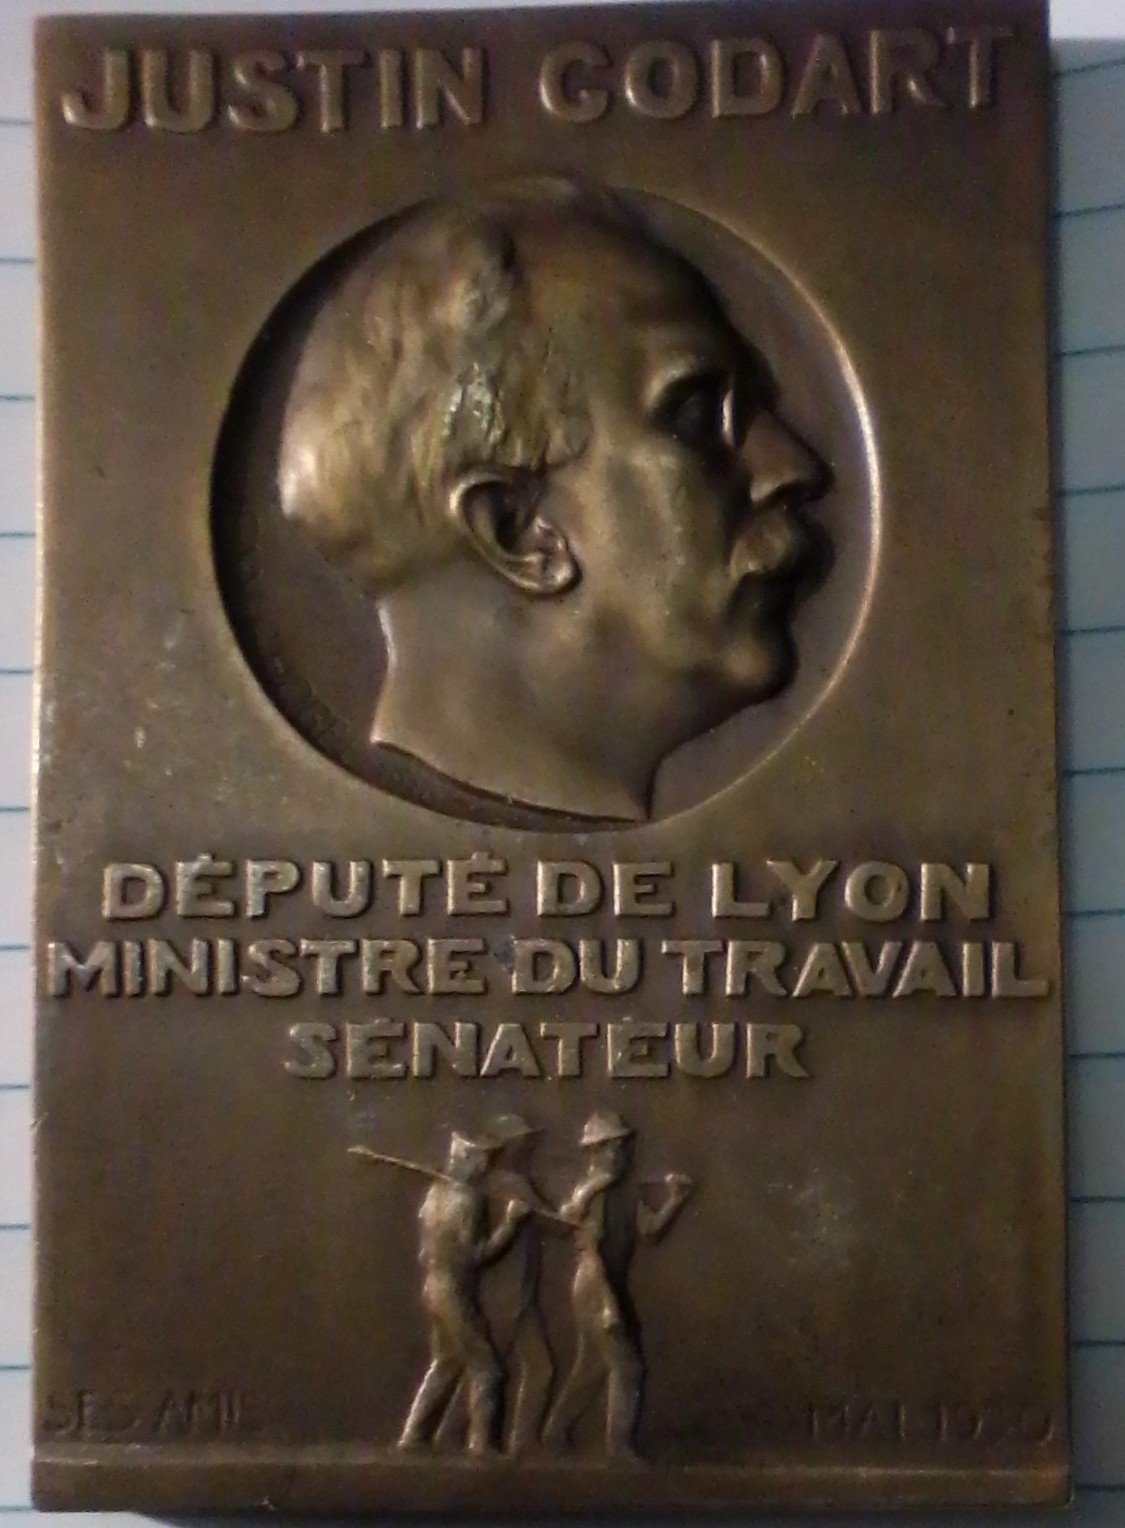 JUSTIN GODART
DÉPUTÉ DE LYON
MINISTRE DU TRAVAIL
SÉNATEUR
SES AMIS
MAI